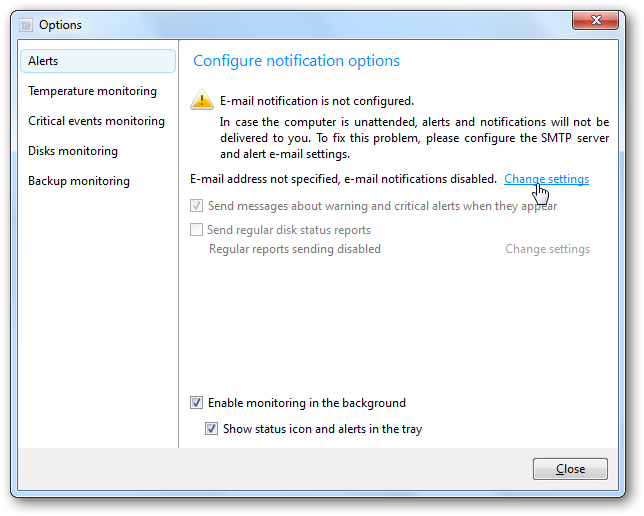 Options
Alerts
Temperature monitoring
Critical events monitoring
Disks monitoring
Backup monitoring
Configure notification options
E-mail notification is not configured.
In case the computer is unattended, alerts and notifications will not be
delivered to you. To fix this problem, please configure the SMTP server
and alert e-mail settings.
E-mail address not specified, e-mail notifications disabled. Change settings
Send messages about warning and critical alerts when they appear
Send regular disk status reports
Regular reports sending disabled Change settings
Enable monitoring in the background
Show status icon and alerts in the tray
Close